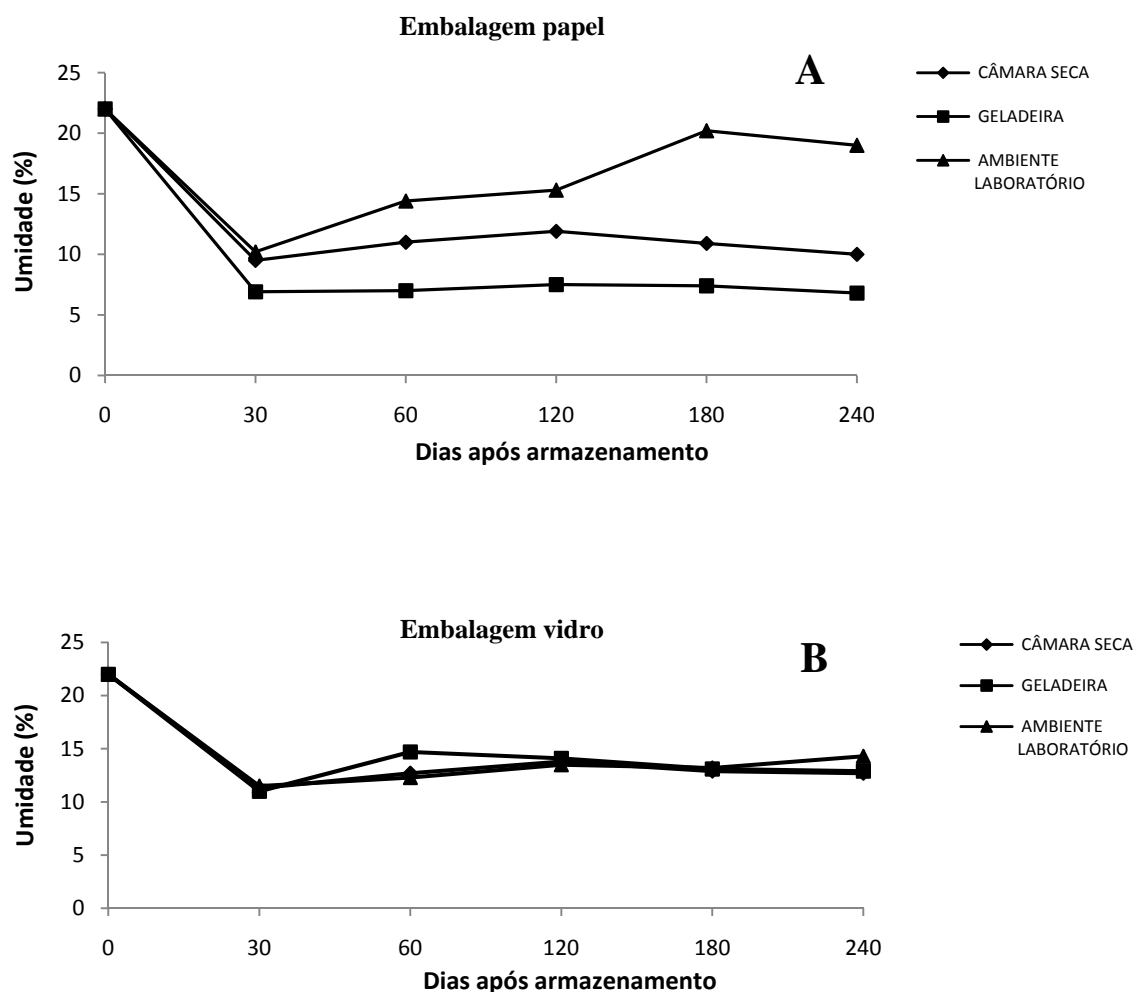 Embalagem papel
A
25
20
15
10
5
0
Umidade (%)
0 30 60 120 180 240
Dias após armazenamento
CÂMARA SECA
GELADEIRA
AMBIENTE
LABORATÓRIO
Embalagem vidro
B
25
20
15
10
5
0
Umidade (%)
0 30 60 120 180 240
Dias após armazenamento
CÂMARA SECA
GELADEIRA
AMBIENTE
LABORATÓRIO